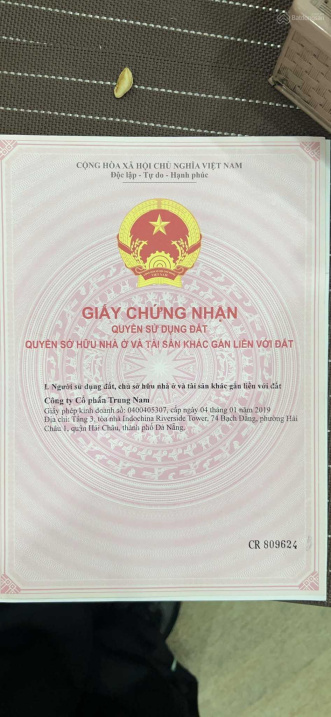 CỘNG HÒA XÃ HỘI CHỦ NGHĨA VIỆT NAM
Độc lập - Tự do - Hạnh phúc
GIẤY CHỨNG NHẬN
QUYỀN SỬ DỤNG ĐẤT
QUYỀN SỞ HỮU NHÀ Ở VÀ TÀI SẢN KHÁC GẮN LIỀN VỚI ĐẤT
I. Người sử dụng đất, chủ sở hữu nhà ở và tài sản khác gắn liền với đất
Công ty Cổ phần Trung Nam
Giấy phép kinh doanh số: 0400405307, cấp ngày 04 tháng 01 năm 2019
Địa chỉ: Tầng 3, tòa nhà Indochina Riverside Tower, 74 Bạch Đằng, phường Hải
Châu 1, quận Hải Châu, thành phố Đà Nẵng.
CR 809624